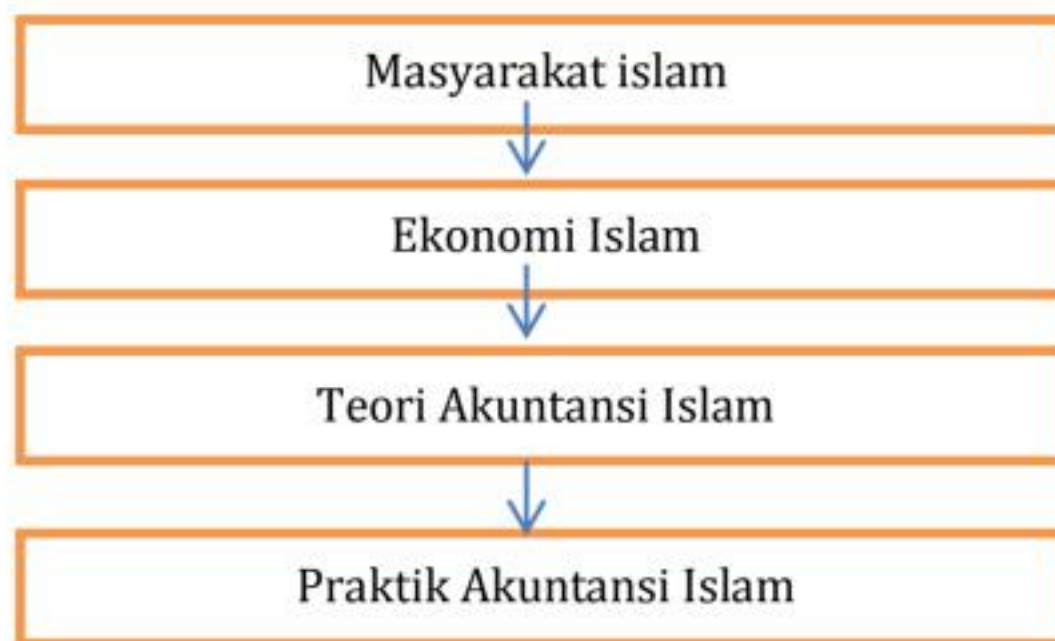 Masyarakat islam
Ekonomi Islam
Teori Akuntansi Islam
Praktik Akuntansi Islam